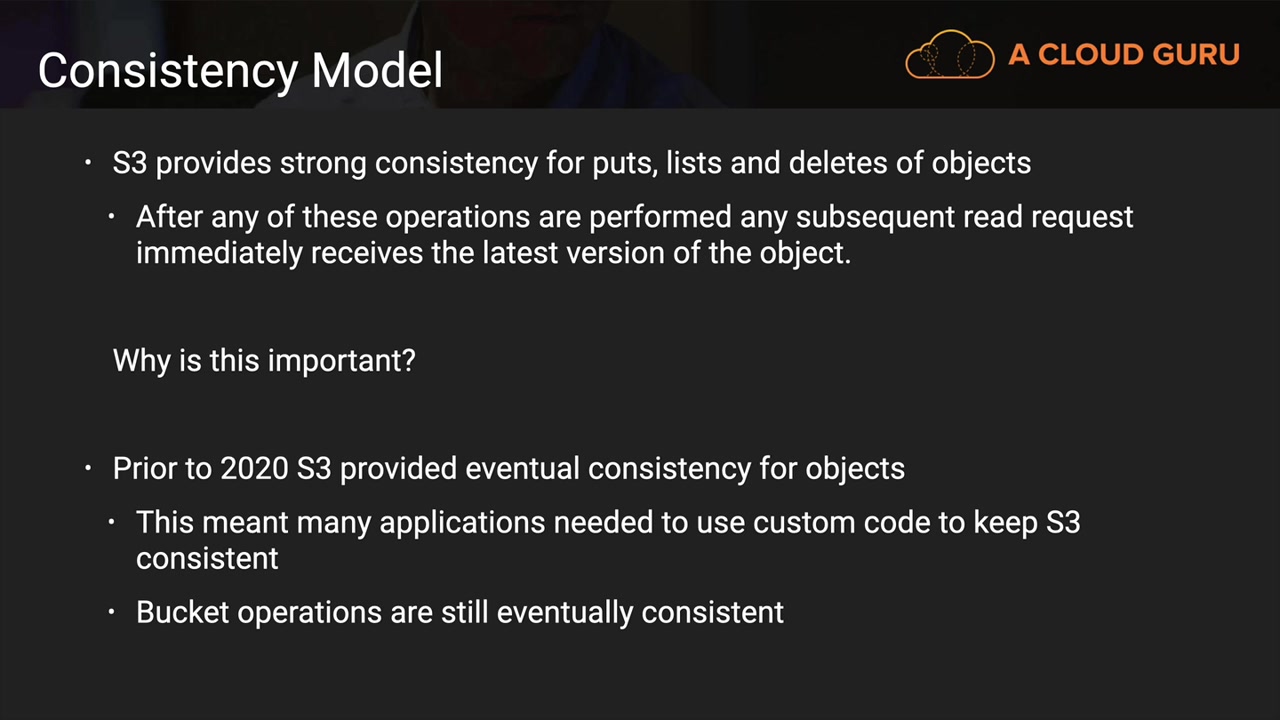 Consistency Model
A CLOUD GURU
• S3 provides strong consistency for puts, lists and deletes of objects
• After any of these operations are performed any subsequent read request
immediately receives the latest version of the object.
Why is this important?
• Prior to 2020 S3 provided eventual consistency for objects
• This meant many applications needed to use custom code to keep S3
consistent
• Bucket operations are still eventually consistent